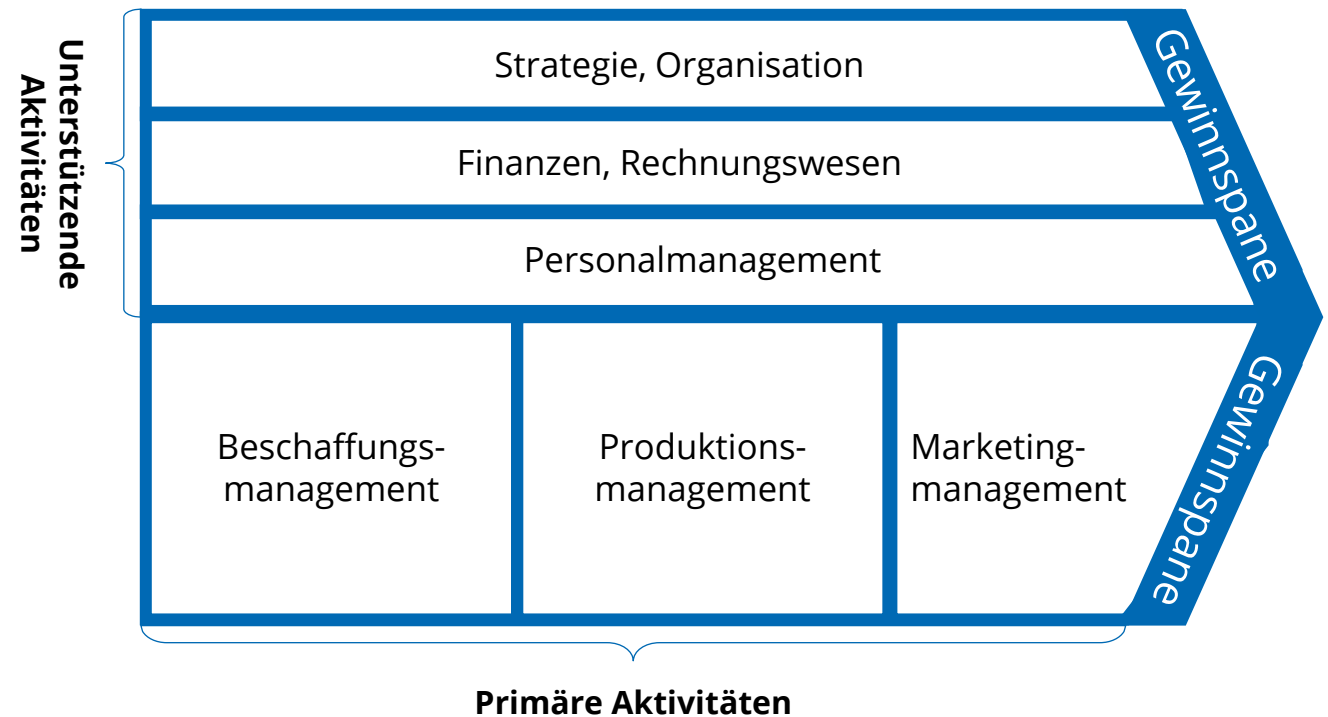 Unterstützende
Aktivitäten
Strategie, Organisation
Finanzen, Rechnungswesen
Personalmanagement
Gewinnspane
Beschaffungs-
management
Produktions-
management
Marketing-
management
Gewinnspane
Primäre Aktivitäten